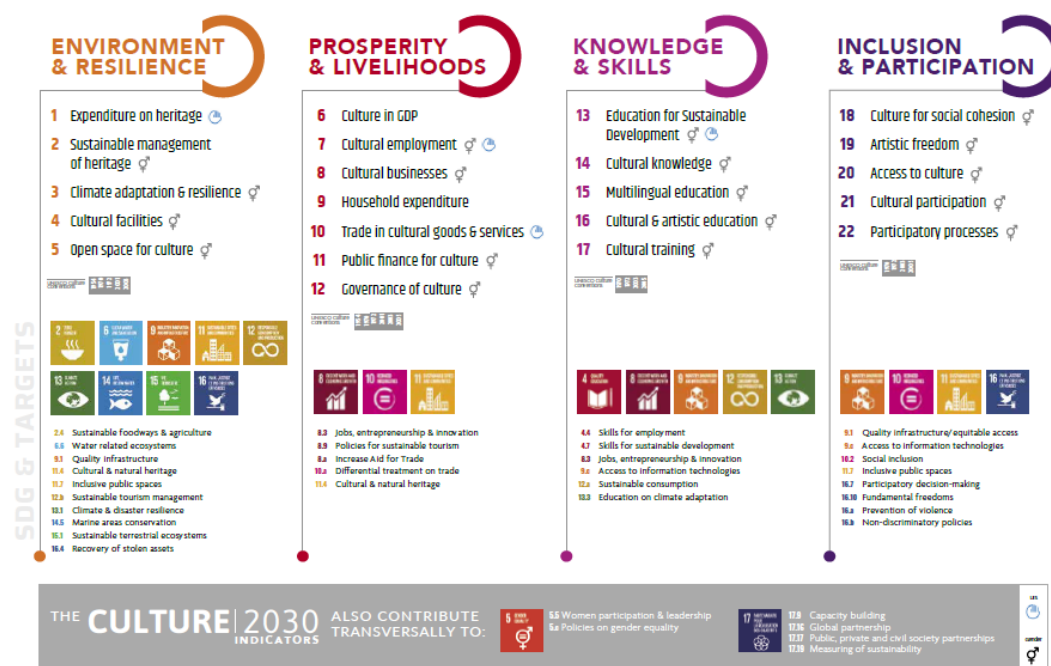 ENVIRONMENT
& RESILIENCE
1 Expenditure on heritage
2 Sustainable management
of heritage
3 Climate adaptation & resilience
4 Cultural facilities
5 Open space for culture
PROSPERITY
& LIVELIHOODS
6 Culture in GDP
7 Cultural employment
8 Cultural businesses
9 Household expenditure
10 Trade in cultural goods & services
11 Public finance for culture
12 Governance of culture
KNOWLEDGE
& SKILLS
13 Education for Sustainable
Development
14 Cultural knowledge
15 Multilingual education
16 Cultural & artistic education
17 Cultural training
INCLUSION
& PARTICIPATION
18 Culture for social cohesion
19 Artistic freedom
20 Access to culture
21 Cultural participation
22 Participatory processes
SDG & TARGETS
2.4 Sustainable foodways & agriculture
6.6 Water related ecosystems
9.1 Quality infrastructure
11.4 Cultural & natural heritage
11.7 Inclusive public spaces
12.b Sustainable tourism management
13.1 Climate & disaster resilience
14.5 Marine areas conservation
15.1 Sustainable terrestrial ecosystems
16.4 Recovery of stolen assets
8.3 Jobs, entrepreneurship & innovation
8.9 Policies for sustainable tourism
8.a Increase Aid for Trade
10.a Differential treatment on trade
11.4 Cultural & natural heritage
4.4 Skills for employment
4.7 Skills for sustainable development
8.3 Jobs, entrepreneurship & innovation
9.c Access to information technologies
12.a Sustainable consumption
13.3 Education on climate adaptation
9.1 Quality infrastructure/equitable access
9.c Access to information technologies
10.2 Social inclusion
11.7 Inclusive public spaces
16.7 Participatory decision-making
16.10 Fundamental freedoms
16.a Prevention of violence
16.b Non-discriminatory policies
THE CULTURE|2030
INDICATORS
ALSO CONTRIBUTE
TRANSVERSALLY TO:
5.5 Women participation & leadership
5.c Policies on gender equality
17.9 Capacity building
17.16 Global partnership
17.17 Public, private and civil society partnerships
17.19 Measuring of sustainability